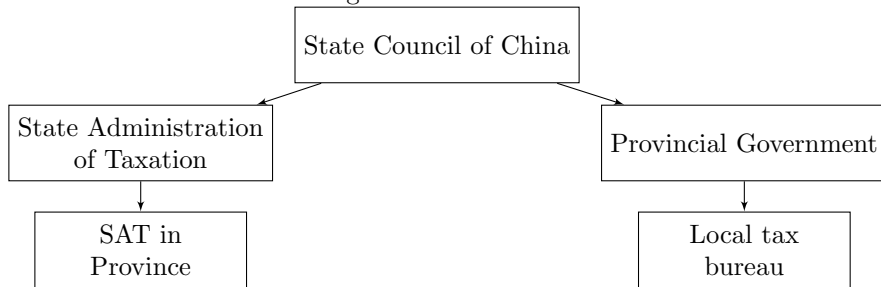 State Council of China
State Administration
of Taxation
Provincial Government
SAT in
Province
Local tax
bureau